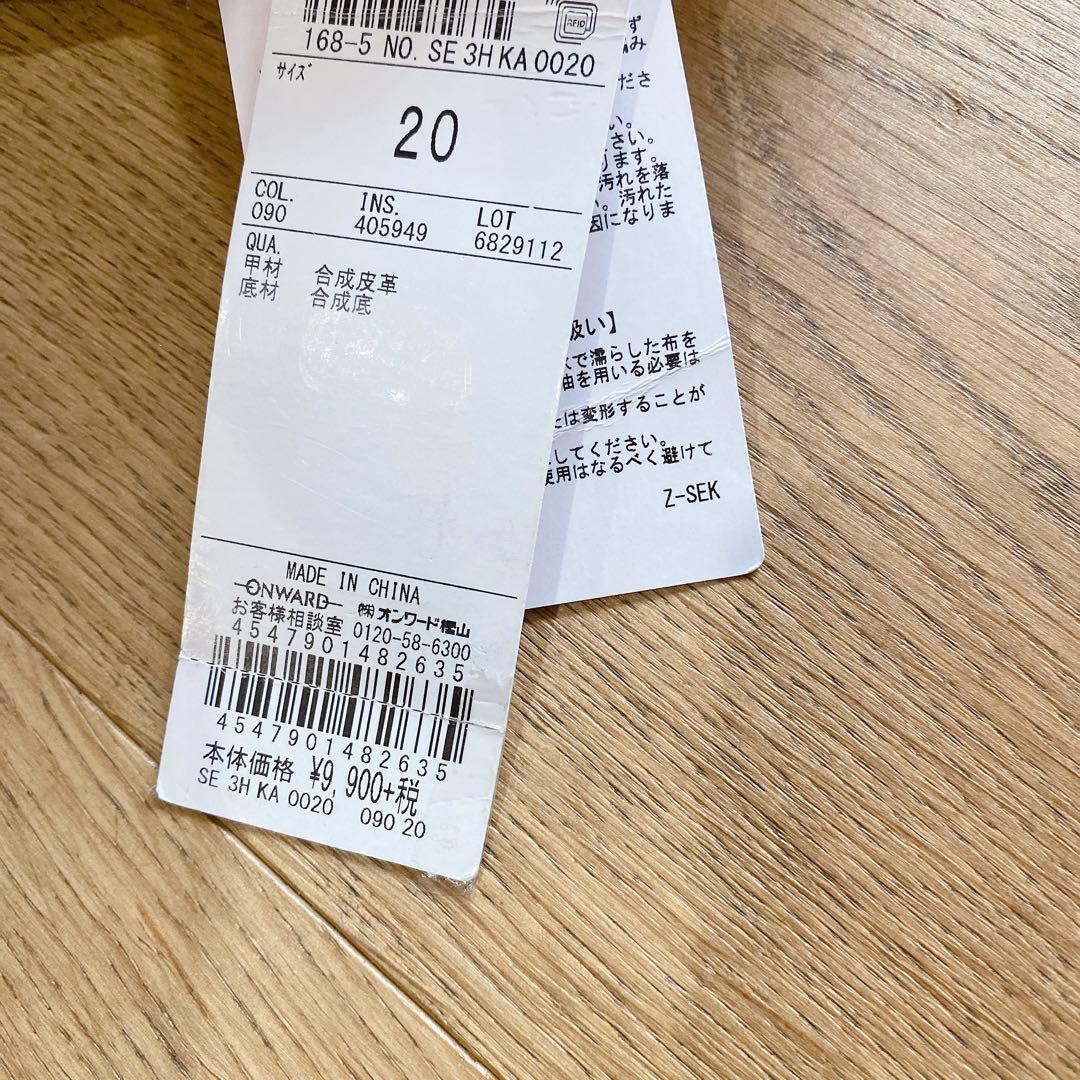 RFID
168-5 NO. SE 3H KA 0020
サイズ
20
COL. INS. LOT
090 405949 6829112
QUA.
甲材 合成皮革
底材 合成底
MADE IN CHINA
ONWARD ㈱オンワード樫山
お客様相談室 0120-58-6300
4547901482635
4547901482635
本体価格 ¥9,900+税
SE 3H KA 0020 090 20
ず
ださ
い。
さい。
ります。
汚れを落
。汚れた
因になりま
扱い】
で濡らした布を
油を用いる必要は
は変形することが
してください。
使用はなるべく避けて
Z-SEK